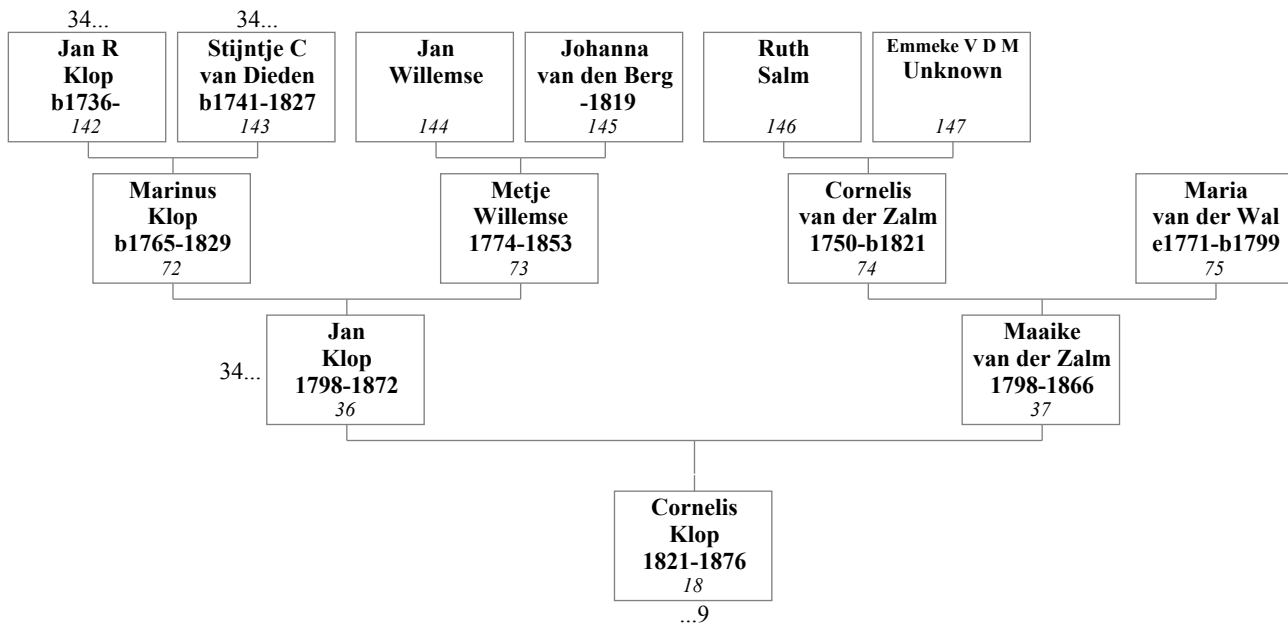 34...
34...
Jan R
Klop
b1736-
142
Stijntje C
van Dieden
b1741-1827
143
Jan
Willemse
144
Johanna
van den Berg
-1819
145
Ruth
Salm
146
Emmeke V D M
Unknown
147
Marinus
Klop
b1765-1829
72
Metje
Willemse
1774-1853
73
Cornelis
van der Zalm
1750-b1821
74
Maria
van der Wal
e1771-b1799
75
34...
Jan
Klop
1798-1872
36
Maaike
van der Zalm
1798-1866
37
Cornelis
Klop
1821-1876
18
...9